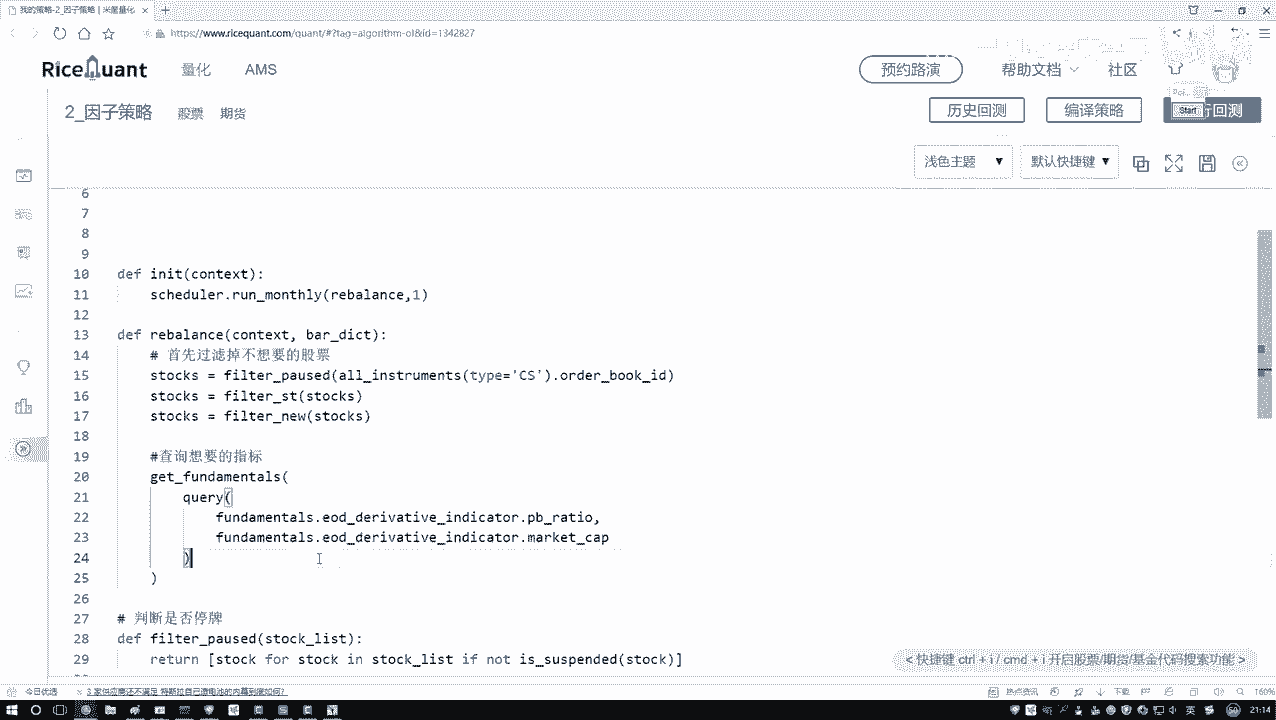 我的策略-2_因子策略 | 米筐量化
https://www.ricequant.com/quant/#?tag=algorithm-ol&id=1342827
RiceQuant 量化 AMS 预约路演 帮助文档 社区
2_因子策略 股票 期货 历史回测 编译策略 Start 回测
浅色主题 ▼ 默认快捷键 ▼
6
7
8
9
10 def init(context):
11 scheduler.run_monthly(rebalance,1)
12
13 def rebalance(context, bar_dict):
14 # 首先过滤掉不想要的股票
15 stocks = filter_paused(all_instruments(type='CS').order_book_id)
16 stocks = filter_st(stocks)
17 stocks = filter_new(stocks)
18
19 #查询想要的指标
20 get_fundamentals(
21 query(
22 fundamentals.eod_derivative_indicator.pb_ratio,
23 fundamentals.eod_derivative_indicator.market_cap
24 )
25 )
26
27 # 判断是否停牌
28 def filter_paused(stock_list):
29 return [stock for stock in stock_list if not is_suspended(stock)]
< 快捷键 ctrl + i / cmd + i 开启股票/期货/基金代码搜索功能 >
今日优选 热点资讯 下载 160%
英 21:14